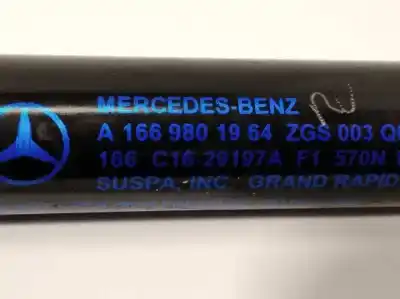 MERCEDES-BENZ
A 166 980 19 64 ZGS 003
166 C16 29197A F1 570N
SUSPA, INC GRAND RAPID